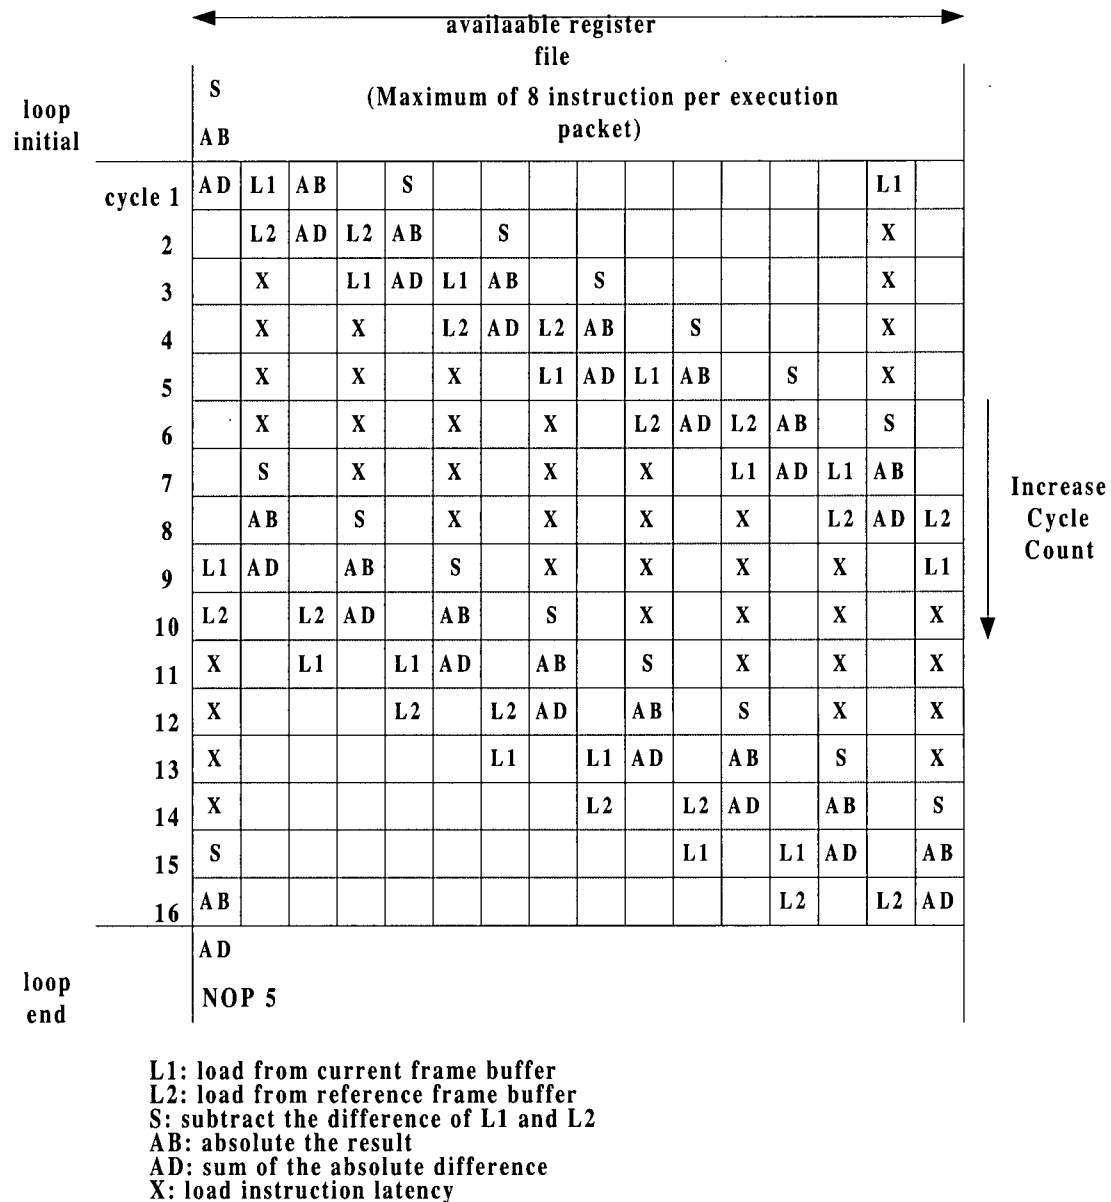 availaable register
file
(Maximum of 8 instruction per execution
packet)
loop
initial
S
AB
cycle 1 AD L1 AB S L1
2 L2 AD L2 AB S X
3 X L1 AD L1 AB S X
4 X X L2 AD L2 AB S X
5 X X X L1 AD L1 AB S X
6 X X X X L2 AD L2 AB S
7 S X X X X L1 AD L1 AB
8 AB S X X X X L2 AD L2
9 L1 AD AB S X X X X L1
10 L2 L2 AD AB S X X X X
11 X L1 L1 AD AB S X X X
12 X L2 L2 AD AB S X X
13 X L1 L1 AD AB S X
14 X L2 L2 AD AB S
15 S L1 L1 AD AB
16 AB L2 L2 AD
AD
loop
end
NOP 5
Increase
Cycle
Count
L1: load from current frame buffer
L2: load from reference frame buffer
S: subtract the difference of L1 and L2
AB: absolute the result
AD: sum of the absolute difference
X: load instruction latency